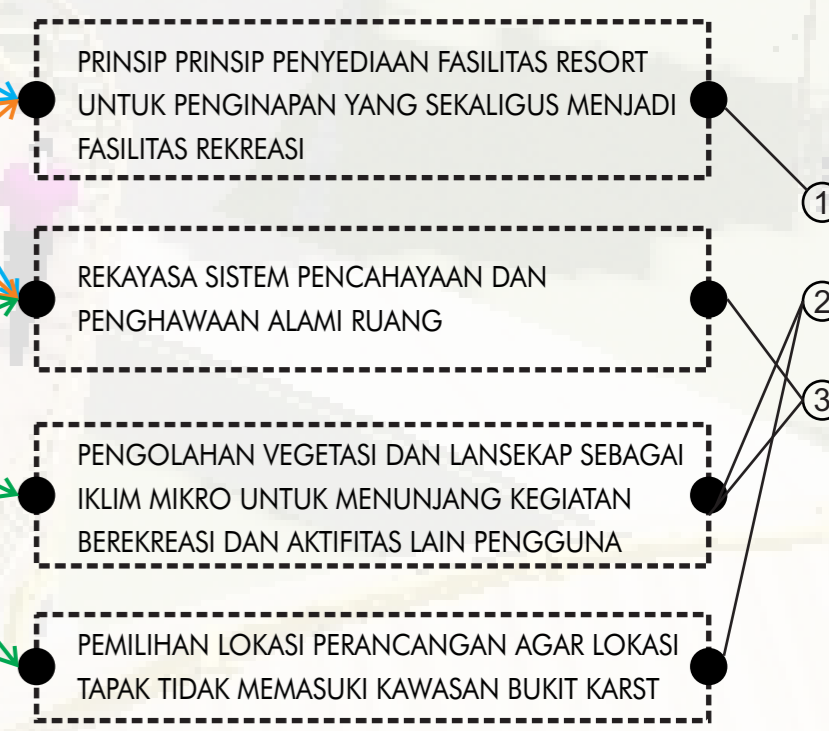 PRINSIP PRINSIP PENYEDIAAN FASILITAS RESORT
UNTUK PENGINAPAN YANG SEKALIGUS MENJADI
FASILITAS REKREASI
1
REKAYASA SISTEM PENCAHAYAAN DAN
PENGHAWAAN ALAMI RUANG
2
3
PENGOLAHAN VEGETASI DAN LANSEKAP SEBAGAI
IKLIM MIKRO UNTUK MENUNJANG KEGIATAN
BEREKREASI DAN AKTIFITAS LAIN PENGGUNA
PEMILIHAN LOKASI PERANCANGAN AGAR LOKASI
TAPAK TIDAK MEMASUKI KAWASAN BUKIT KARST